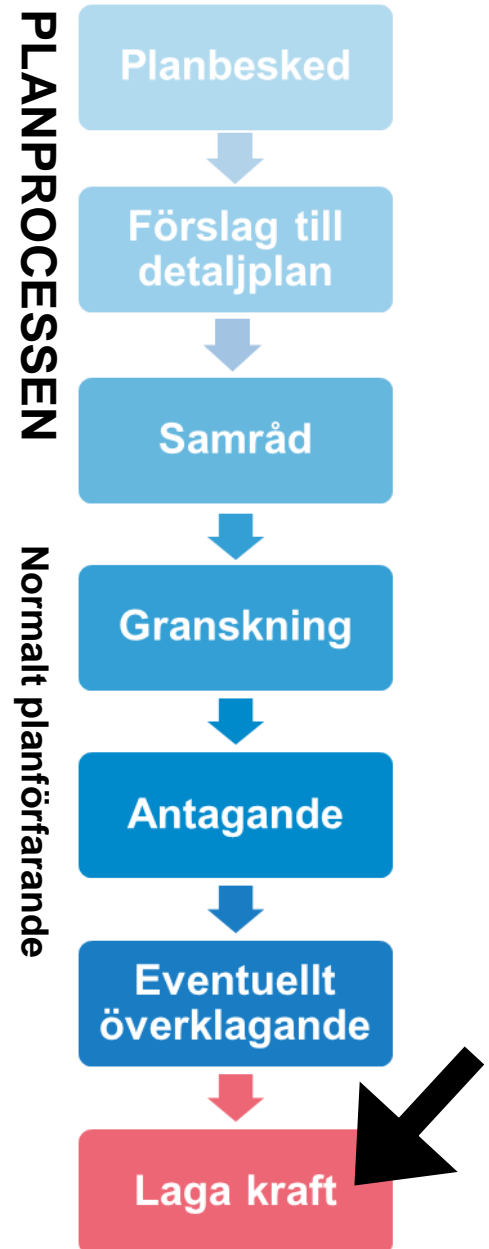 PLANPROCESSEN
Normalt planförfarande
Planbesked
Förslag till
detaljplan
Samråd
Granskning
Antagande
Eventuellt
överklagande
Laga kraft